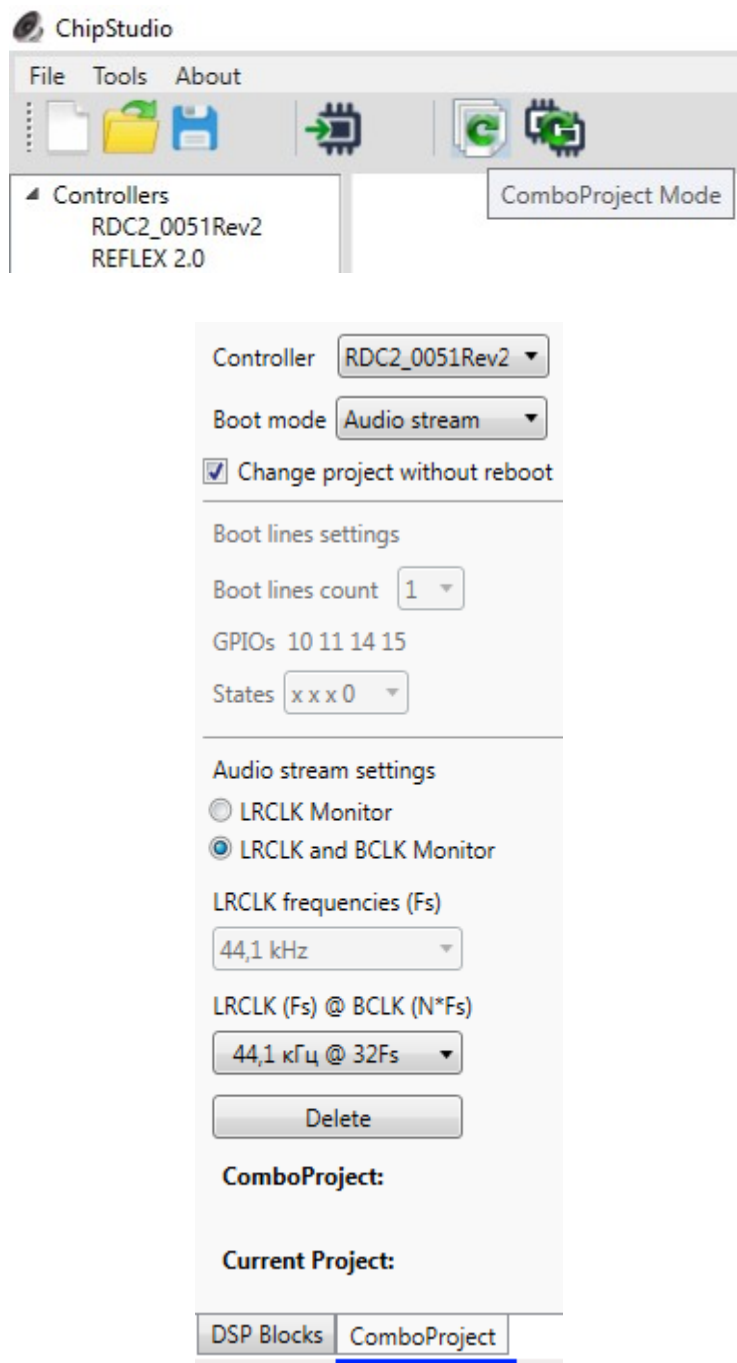 ChipStudio
File Tools About
ComboProject Mode
Controllers
RDC2_0051Rev2
REFLEX 2.0
Controller RDC2_0051Rev2
Boot mode Audio stream
Change project without reboot
Boot lines settings
Boot lines count 1
GPIOs 10 11 14 15
States x x x 0
Audio stream settings
LRCLK Monitor
LRCLK and BCLK Monitor
LRCLK frequencies (Fs)
44,1 kHz
LRCLK (Fs) @ BCLK (N*Fs)
44,1 кГц @ 32Fs
Delete
ComboProject:
Current Project:
DSP Blocks ComboProject